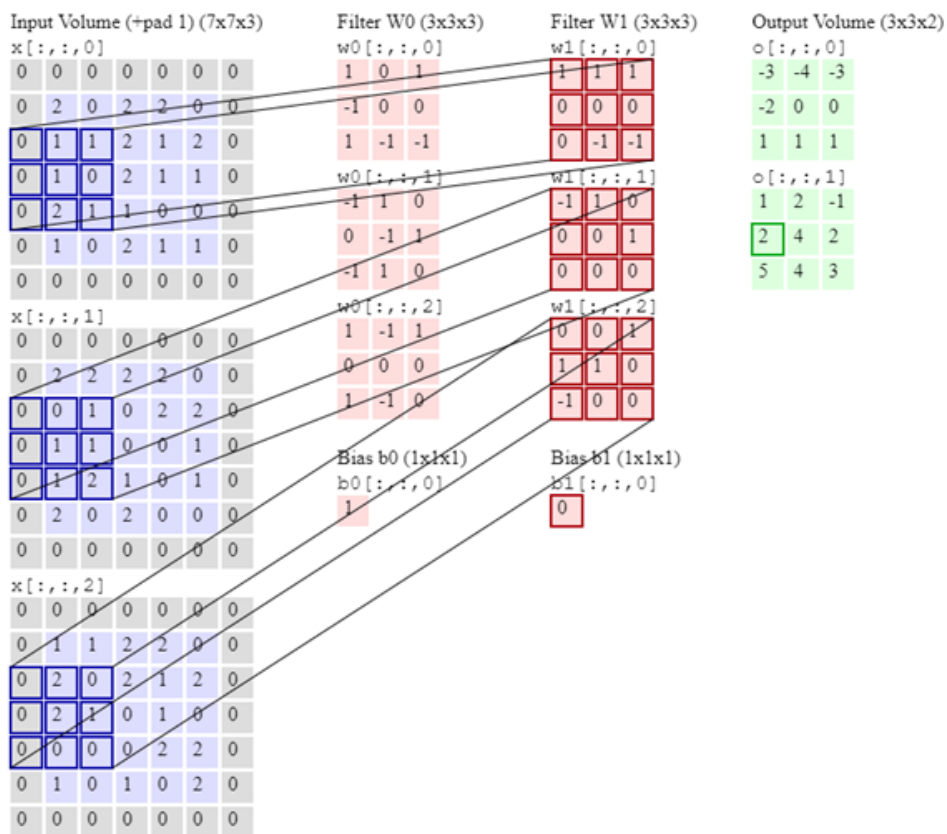 Input Volume (+pad 1) (7x7x3)
x[:,:,0]
0 0 0 0 0 0 0
0 2 0 2 2 0 0
0 1 1 2 1 2 0
0 1 0 2 1 1 0
0 2 1 1 0 0 0
0 1 0 2 1 1 0
0 0 0 0 0 0 0
x[:,:,1]
0 0 0 0 0 0 0
0 2 2 2 2 0 0
0 0 1 0 2 2 0
0 1 1 0 0 1 0
0 1 2 1 0 1 0
0 2 0 2 0 0 0
0 0 0 0 0 0 0
x[:,:,2]
0 0 0 0 0 0 0
0 1 1 2 2 0 0
0 2 0 2 1 2 0
0 2 1 0 1 0 0
0 0 0 0 2 2 0
0 1 0 1 0 2 0
0 0 0 0 0 0 0
Filter W0 (3x3x3)
w0[:,:,0]
1 0 1
-1 0 0
1 -1 -1
w0[:,:,1]
-1 1 0
0 -1 1
-1 1 0
w0[:,:,2]
1 -1 1
0 0 0
1 -1 0
Bias b0 (1x1x1)
b0[:,:,0]
1
Filter W1 (3x3x3)
w1[:,:,0]
1 1 1
0 0 0
0 -1 -1
w1[:,:,1]
-1 1 0
0 0 1
0 0 0
w1[:,:,2]
0 0 1
1 1 0
-1 0 0
Bias b1 (1x1x1)
b1[:,:,0]
0
Output Volume (3x3x2)
o[:,:,0]
-3 -4 -3
-2 0 0
1 1 1
o[:,:,1]
1 2 -1
2 4 2
5 4 3